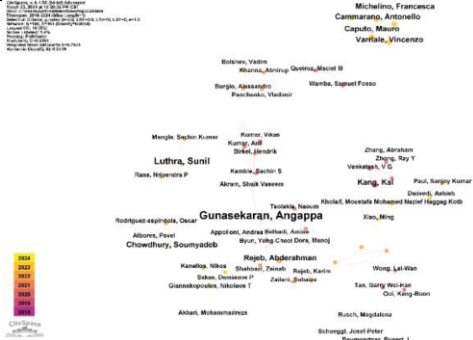 Michelino, Francesca
Cammarano, Antonello
Caputo, Mauro
Varriale, Vincenzo
Bolshev, Vadim
Khanna, Abhirup
Queiroz, Maciel M
Wamba, Samuel Fosso
Borgia, Alessandro
Panchenko, Vladimir
Mangla, Sachin Kumar
Kumar, Vikas
Kumar, Anil
Birkel, Hendrik
Luthra, Sunil
Rana, Nripendra P
Kamble, Sachin S
Akram, Shaik Vaseem
Zhang, Abraham
Zhong, Ray Y
Venkatesh, V G
Kang, Kai
Paul, Sanjoy Kumar
Dwivedi, Ashish
Kholaif, Moustafa Mohamed Nazief Haggag Kotb
Tsolakis, Naoum
Xiao, Ming
Gunasekaran, Angappa
Rodriguez-espindola, Oscar
Appolloni, Andrea
Belhadi, Amine
Albores, Pavel
Byun, Yung-Cheol
Dora, Manoj
Chowdhury, Soumyadeb
Rejeb, Abderahman
Kanellos, Nikos
Shahnazi, Zainab
Rejeb, Karim
Wong, Lai-Wan
Sakas, Damianos P
Zailani, Suhaiza
Giannakopoulos, Nikolaos T
Tan, Garry Wei-Han
Ooi, Keng-Boon
Akbari, Mohammadreza
Rusch, Magdalena
Schoeggl, Josef-Peter
Baumgartner, Rupert J
2024
2023
2022
2021
2020
2019
2018
CiteSpace